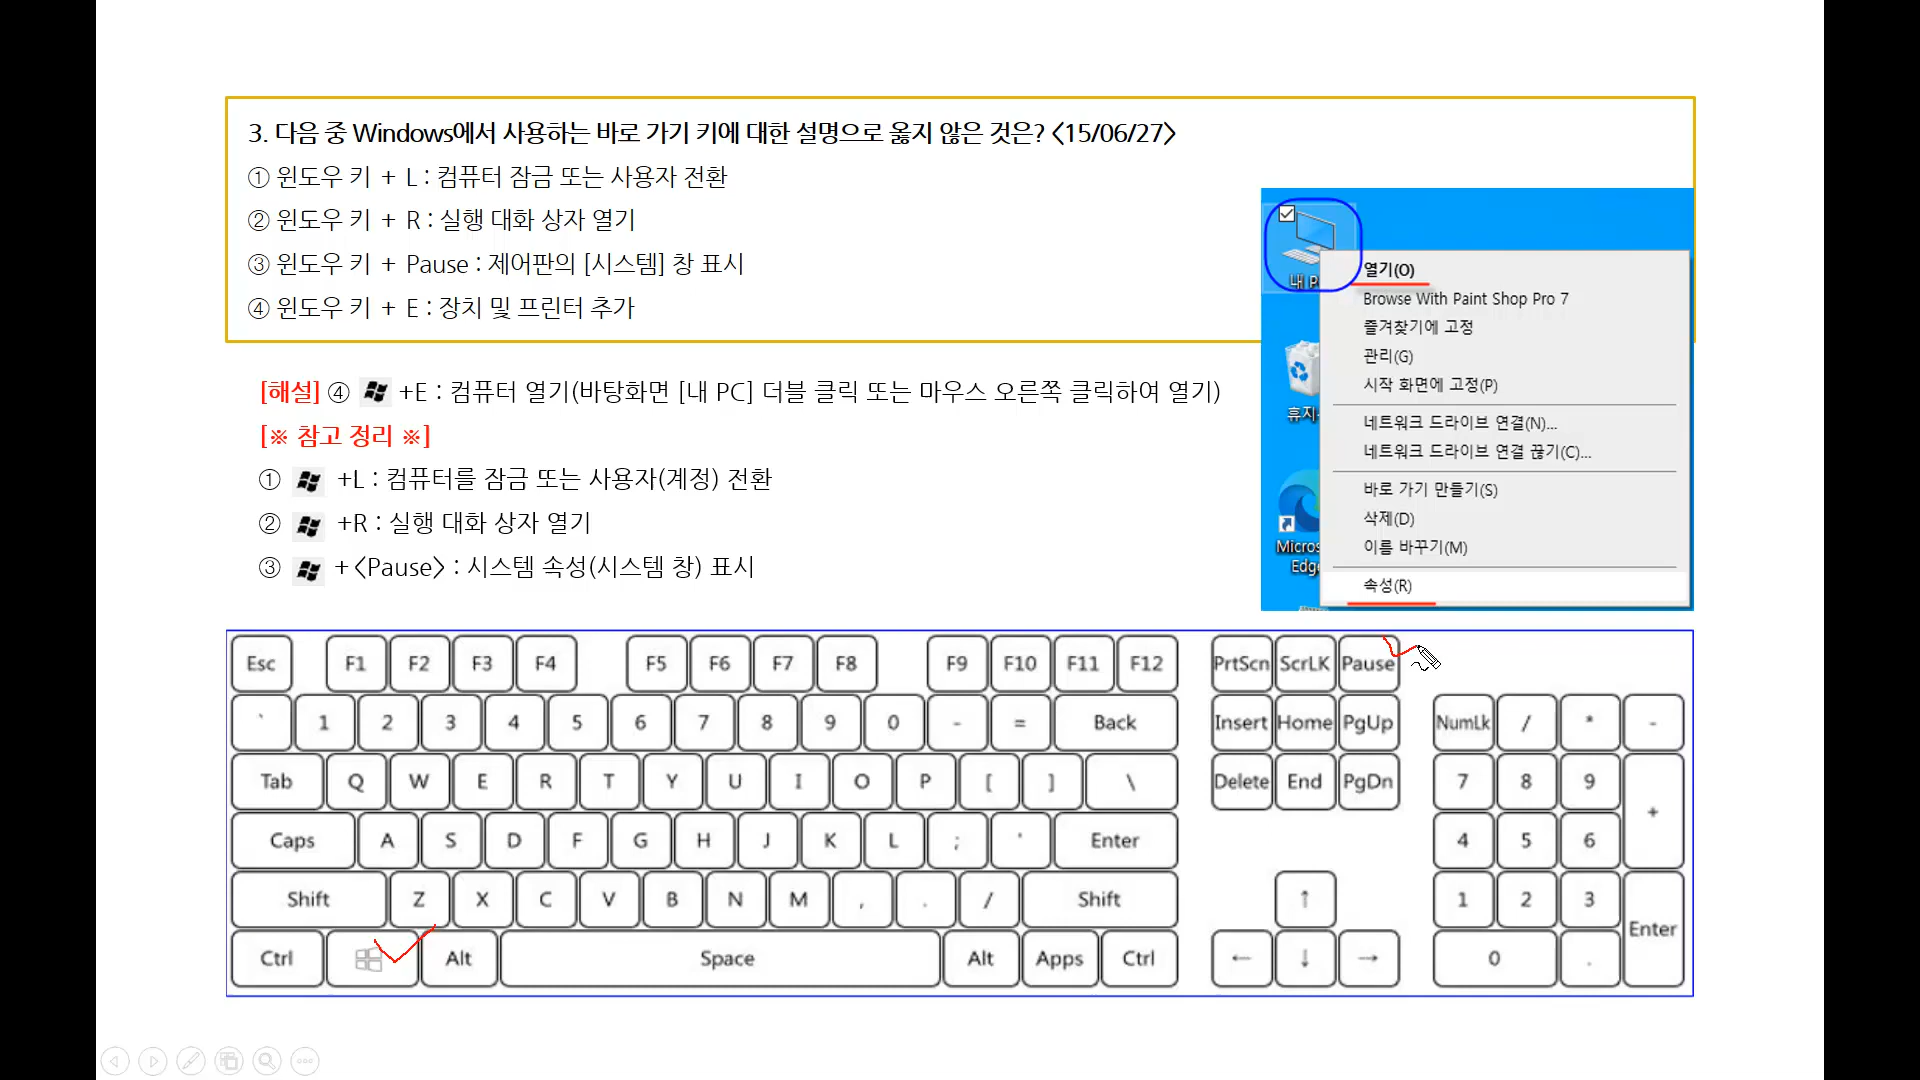 3. 다음 중 Windows에서 사용하는 바로 가기 키에 대한 설명으로 옳지 않은 것은? <15/06/27>
① 윈도우 키 + L : 컴퓨터 잠금 또는 사용자 전환
② 윈도우 키 + R : 실행 대화 상자 열기
③ 윈도우 키 + Pause : 제어판의 [시스템] 창 표시
④ 윈도우 키 + E : 장치 및 프린터 추가
내 P
휴지
Micros
Edge
열기(O)
Browse With Paint Shop Pro 7
즐겨찾기에 고정
관리(G)
시작 화면에 고정(P)
네트워크 드라이브 연결(N)...
네트워크 드라이브 연결 끊기(C)...
바로 가기 만들기(S)
삭제(D)
이름 바꾸기(M)
속성(R)
[해설] ④ +E : 컴퓨터 열기(바탕화면 [내 PC] 더블 클릭 또는 마우스 오른쪽 클릭하여 열기)
[※ 참고 정리 ※]
① +L : 컴퓨터를 잠금 또는 사용자(계정) 전환
② +R : 실행 대화 상자 열기
③ +<Pause> : 시스템 속성(시스템 창) 표시
Esc F1 F2 F3 F4 F5 F6 F7 F8 F9 F10 F11 F12 PrtScn ScrLK Pause
` 1 2 3 4 5 6 7 8 9 0 - = Back Insert Home PgUp NumLk / * -
Tab Q W E R T Y U I O P [ ] \ Delete End PgDn 7 8 9 +
Caps A S D F G H J K L ; ' Enter 4 5 6
Shift Z X C V B N M , . / Shift ↑ 1 2 3 Enter
Ctrl Alt Space Alt Apps Ctrl ← ↓ → 0 .